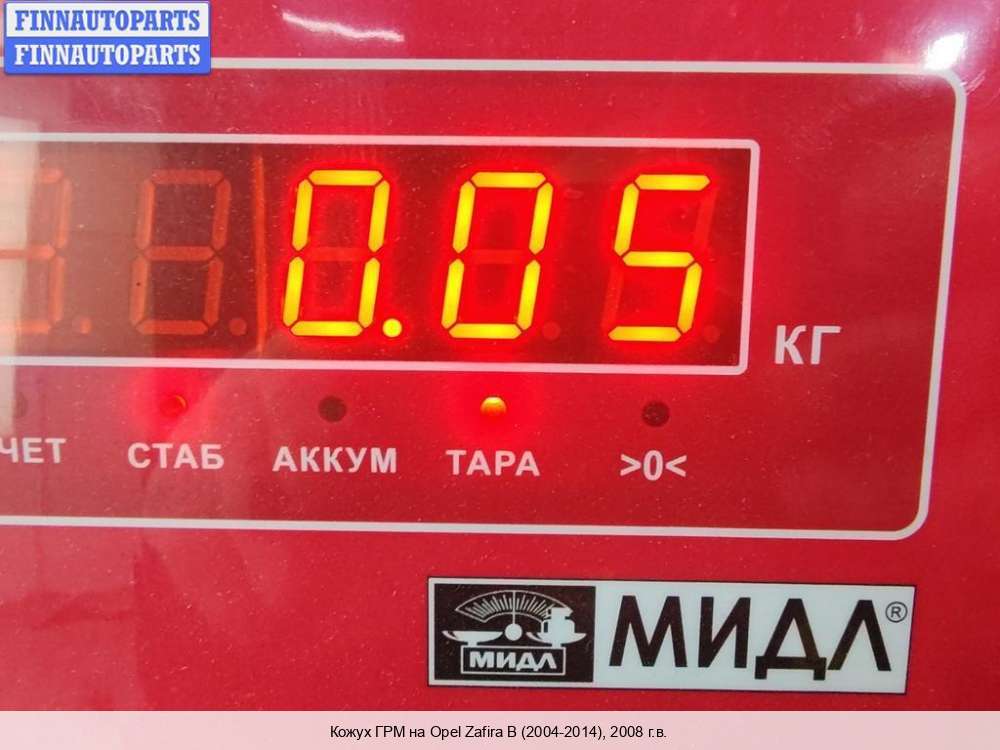 FINNAUTOPARTS
FINNAUTOPARTS
0.05
КГ
ЧЕТ СТАБ АККУМ ТАРА >0<
МИДЛ МИДЛ®
Кожух ГРМ на Opel Zafira B (2004-2014), 2008 г.в.